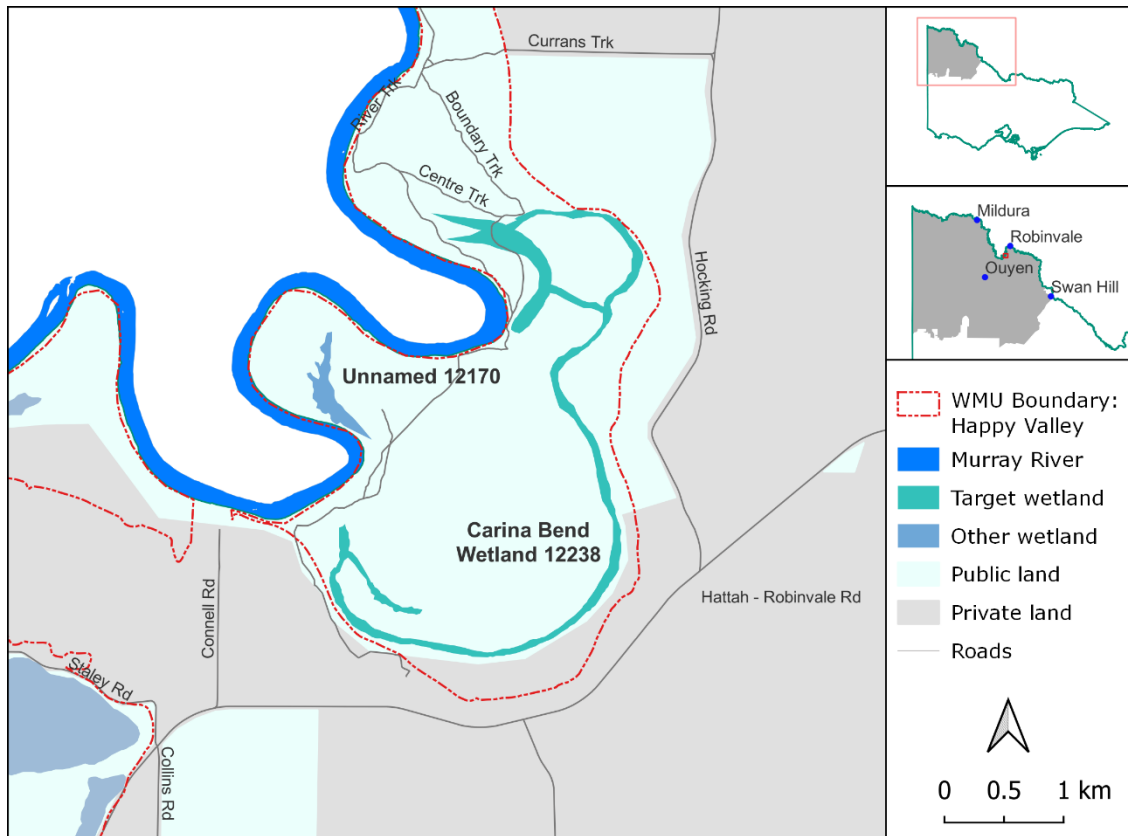 Currans Trk
River Trk
Boundary Trk
Centre Trk
Hocking Rd
Unnamed 12170
Carina Bend
Wetland 12238
Hattah - Robinvale Rd
Connell Rd
Staley Rd
Collins Rd
Mildura
Robinvale
Ouyen
Swan Hill
WMU Boundary:
Happy Valley
Murray River
Target wetland
Other wetland
Public land
Private land
Roads
0 0.5 1 km